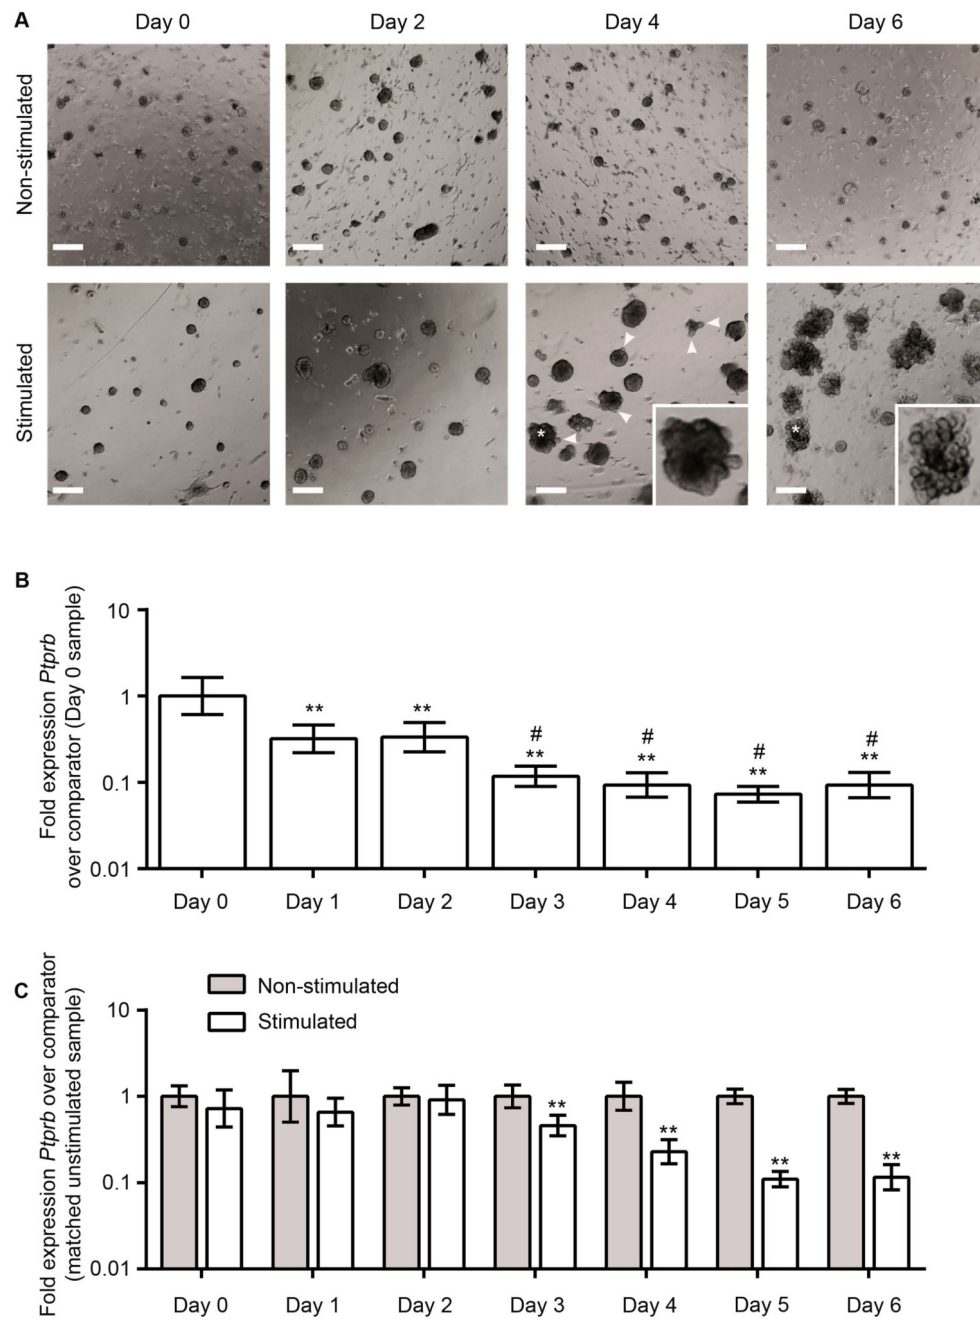 A
Day 0 Day 2 Day 4 Day 6
Non-stimulated
Stimulated
*
*
B
Fold expression Ptprb
over comparator (Day 0 sample)
10
1
0.1
0.01
** ** # # # #
** ** ** **
Day 0 Day 1 Day 2 Day 3 Day 4 Day 5 Day 6
C
Fold expression Ptprb over comparator
(matched unstimulated sample)
Non-stimulated
Stimulated
10
1
0.1
0.01
** ** ** **
Day 0 Day 1 Day 2 Day 3 Day 4 Day 5 Day 6